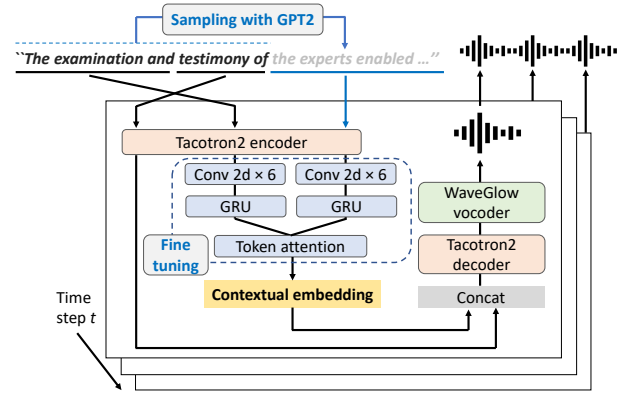 Sampling with GPT2
``The examination and testimony of the experts enabled …”
Tacotron2 encoder
Conv 2d × 6
Conv 2d × 6
GRU
GRU
Token attention
Fine
tuning
Contextual embedding
WaveGlow
vocoder
Tacotron2
decoder
Concat
Time
step t